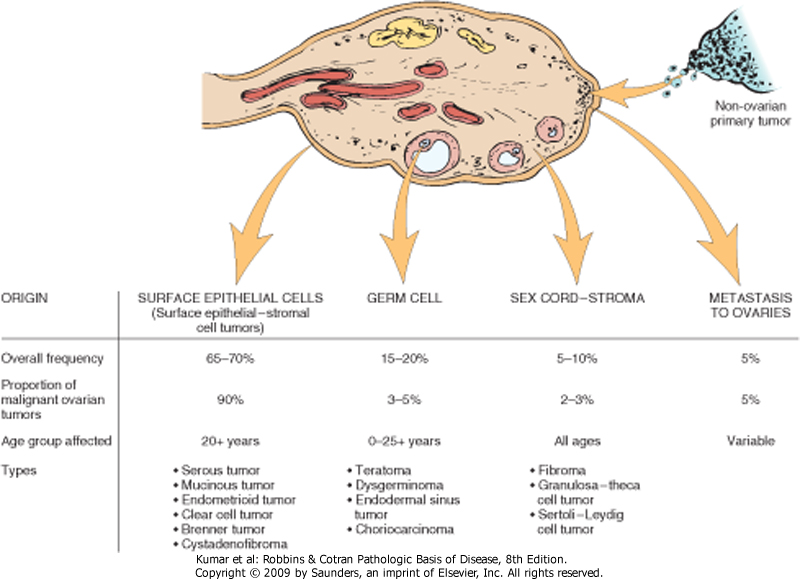 Non-ovarian
primary tumor
ORIGIN SURFACE EPITHELIAL CELLS GERM CELL SEX CORD–STROMA METASTASIS
(Surface epithelial–stromal TO OVARIES
cell tumors)
Overall frequency 65–70% 15–20% 5–10% 5%
Proportion of
malignant ovarian 90% 3–5% 2–3% 5%
tumors
Age group affected 20+ years 0–25+ years All ages Variable
Types ◆ Serous tumor ◆ Teratoma ◆ Fibroma
◆ Mucinous tumor ◆ Dysgerminoma ◆ Granulosa–theca
◆ Endometrioid tumor ◆ Endodermal sinus cell tumor
◆ Clear cell tumor tumor ◆ Sertoli–Leydig
◆ Brenner tumor ◆ Choriocarcinoma cell tumor
◆ Cystadenofibroma
Kumar et al: Robbins & Cotran Pathologic Basis of Disease, 8th Edition.
Copyright © 2009 by Saunders, an imprint of Elsevier, Inc. All rights reserved.